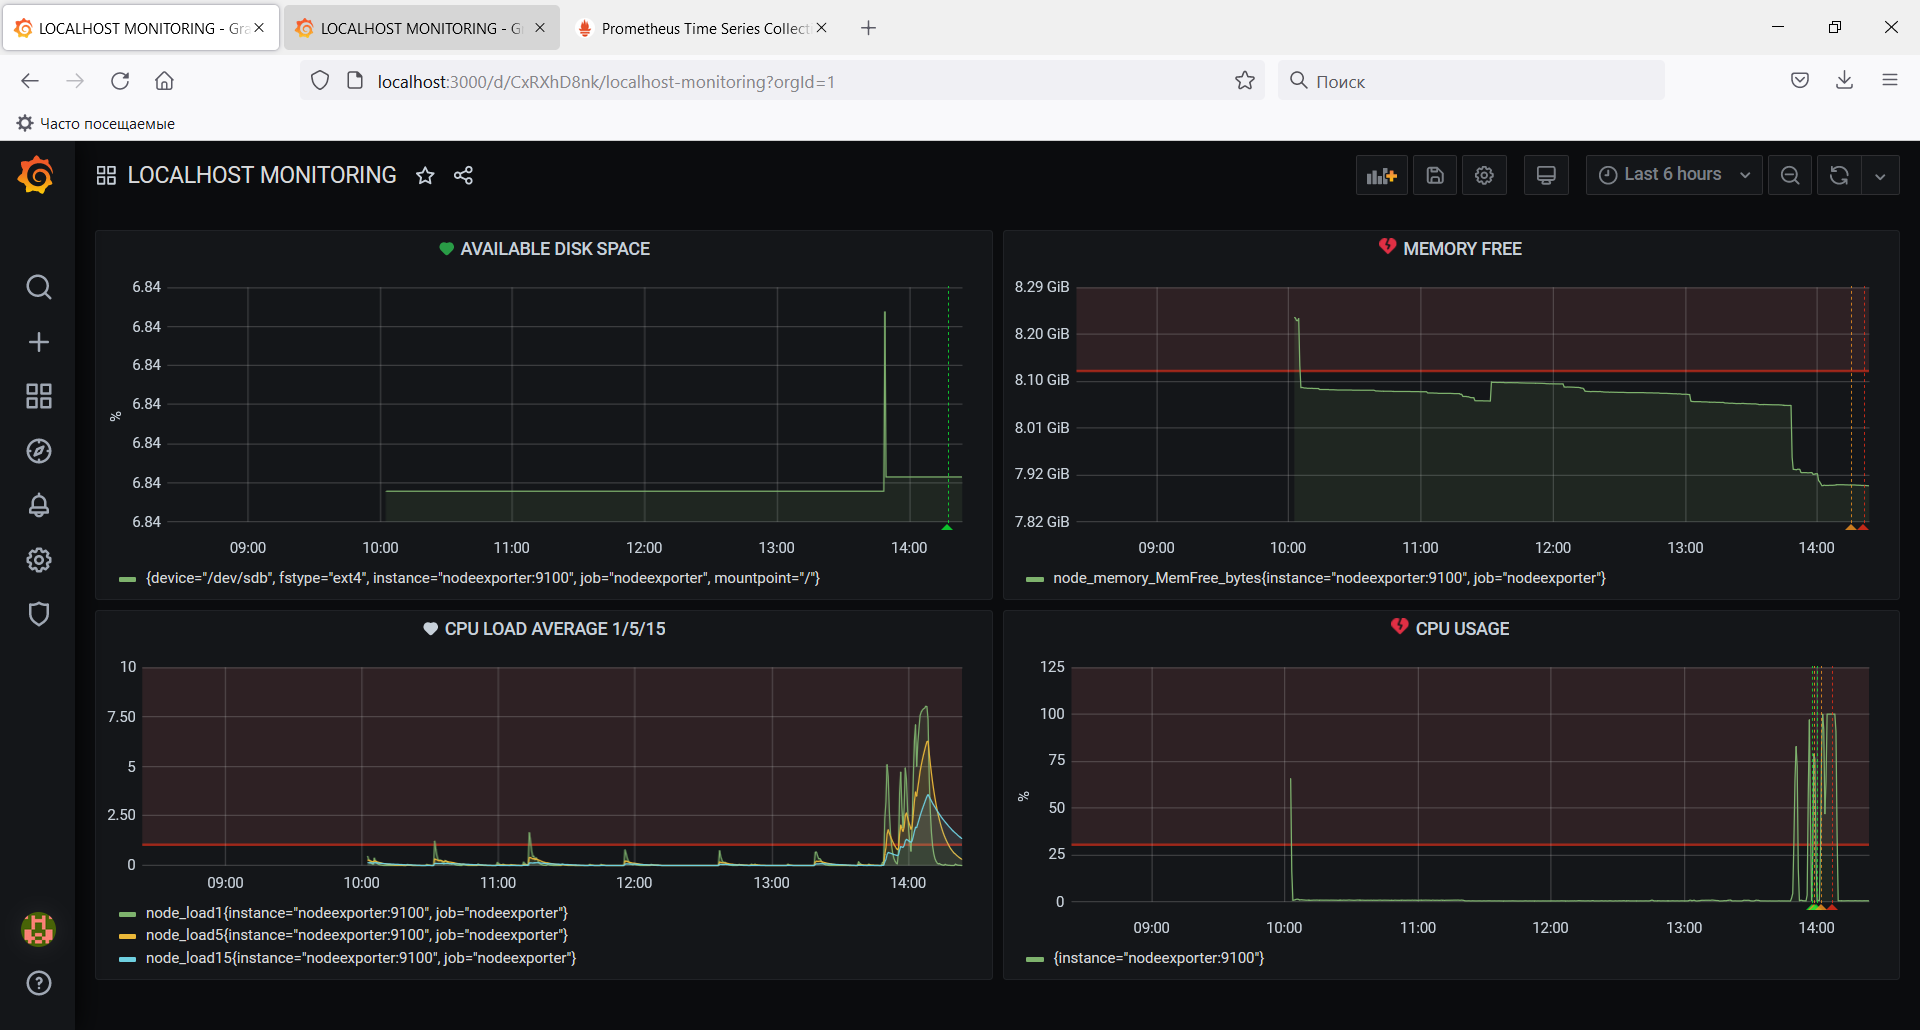 LOCALHOST MONITORING - Gra
LOCALHOST MONITORING - G
Prometheus Time Series Collecti
localhost:3000/d/CxRXhD8nk/localhost-monitoring?orgId=1
Поиск
Часто посещаемые
LOCALHOST MONITORING
Last 6 hours
AVAILABLE DISK SPACE
6.84
6.84
6.84
6.84
6.84
6.84
6.84
%
09:00 10:00 11:00 12:00 13:00 14:00
{device="/dev/sdb", fstype="ext4", instance="nodeexporter:9100", job="nodeexporter", mountpoint="/"}
MEMORY FREE
8.29 GiB
8.20 GiB
8.10 GiB
8.01 GiB
7.92 GiB
7.82 GiB
09:00 10:00 11:00 12:00 13:00 14:00
node_memory_MemFree_bytes{instance="nodeexporter:9100", job="nodeexporter"}
CPU LOAD AVERAGE 1/5/15
10
7.50
5
2.50
0
09:00 10:00 11:00 12:00 13:00 14:00
node_load1{instance="nodeexporter:9100", job="nodeexporter"}
node_load5{instance="nodeexporter:9100", job="nodeexporter"}
node_load15{instance="nodeexporter:9100", job="nodeexporter"}
CPU USAGE
125
100
75
50
25
0
%
09:00 10:00 11:00 12:00 13:00 14:00
{instance="nodeexporter:9100"}